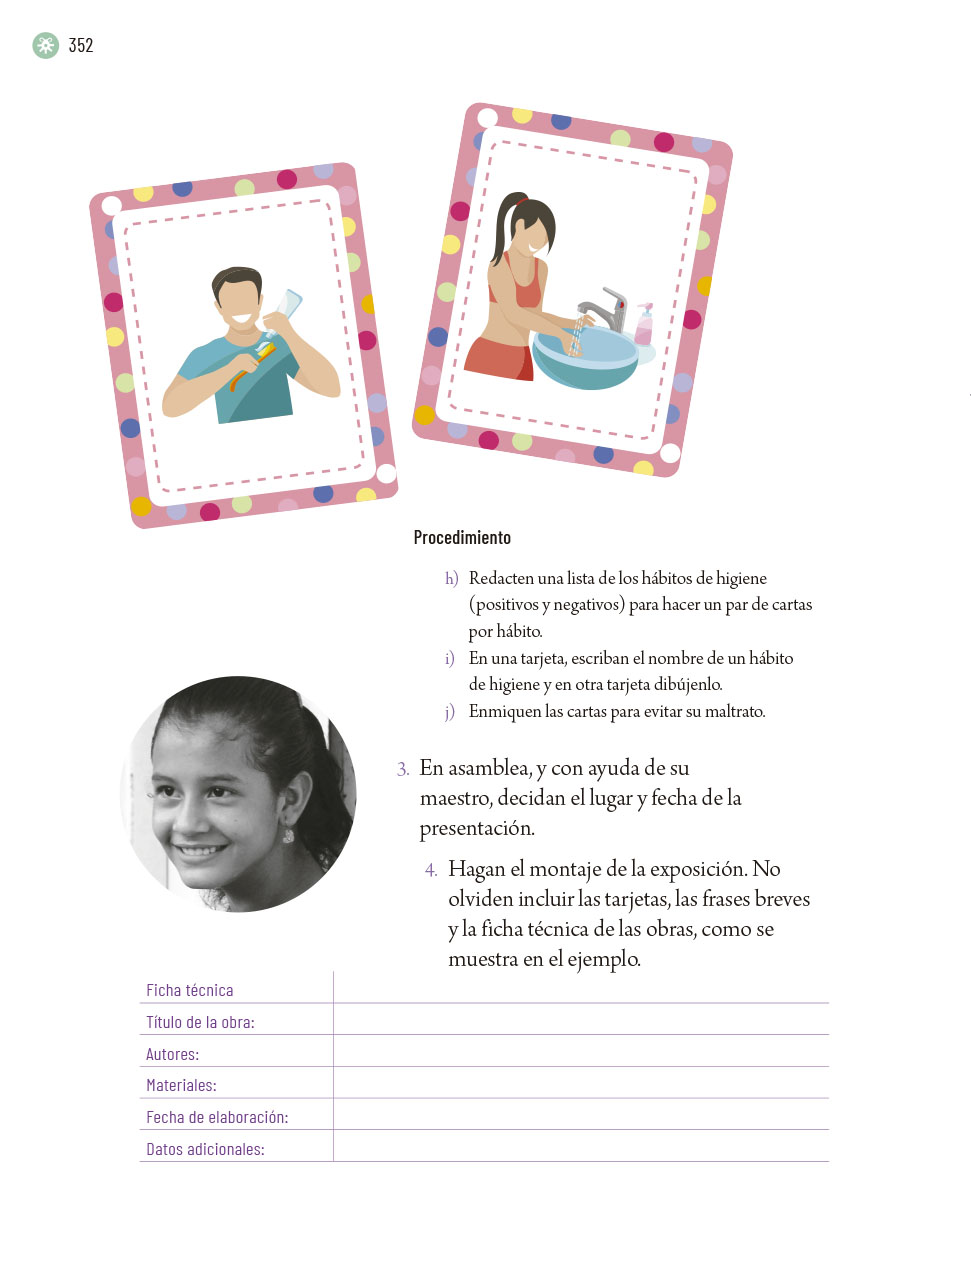 352
Procedimiento
h) Redacten una lista de los hábitos de higiene
(positivos y negativos) para hacer un par de cartas
por hábito.
i) En una tarjeta, escriban el nombre de un hábito
de higiene y en otra tarjeta dibújenlo.
j) Enmiquen las cartas para evitar su maltrato.
3. En asamblea, y con ayuda de su
maestro, decidan el lugar y fecha de la
presentación.
4. Hagan el montaje de la exposición. No
olviden incluir las tarjetas, las frases breves
y la ficha técnica de las obras, como se
muestra en el ejemplo.
Ficha técnica
Título de la obra:
Autores:
Materiales:
Fecha de elaboración:
Datos adicionales: